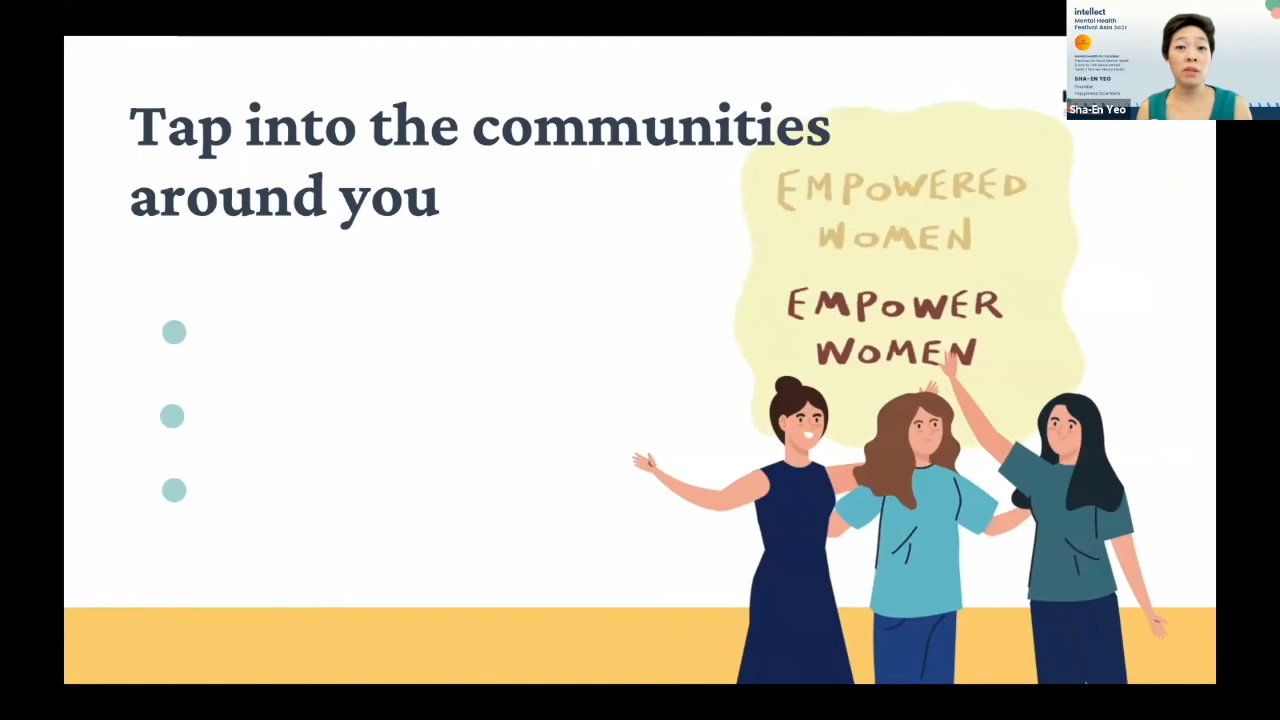 Tap into the communities
around you
EMPOWERED
WOMEN
EMPOWER
WOMEN
intellect
Mental Health
Festival Asia 2021
SHA-EN YEO
Founder
Happiness Scientists
Sha-En Yeo